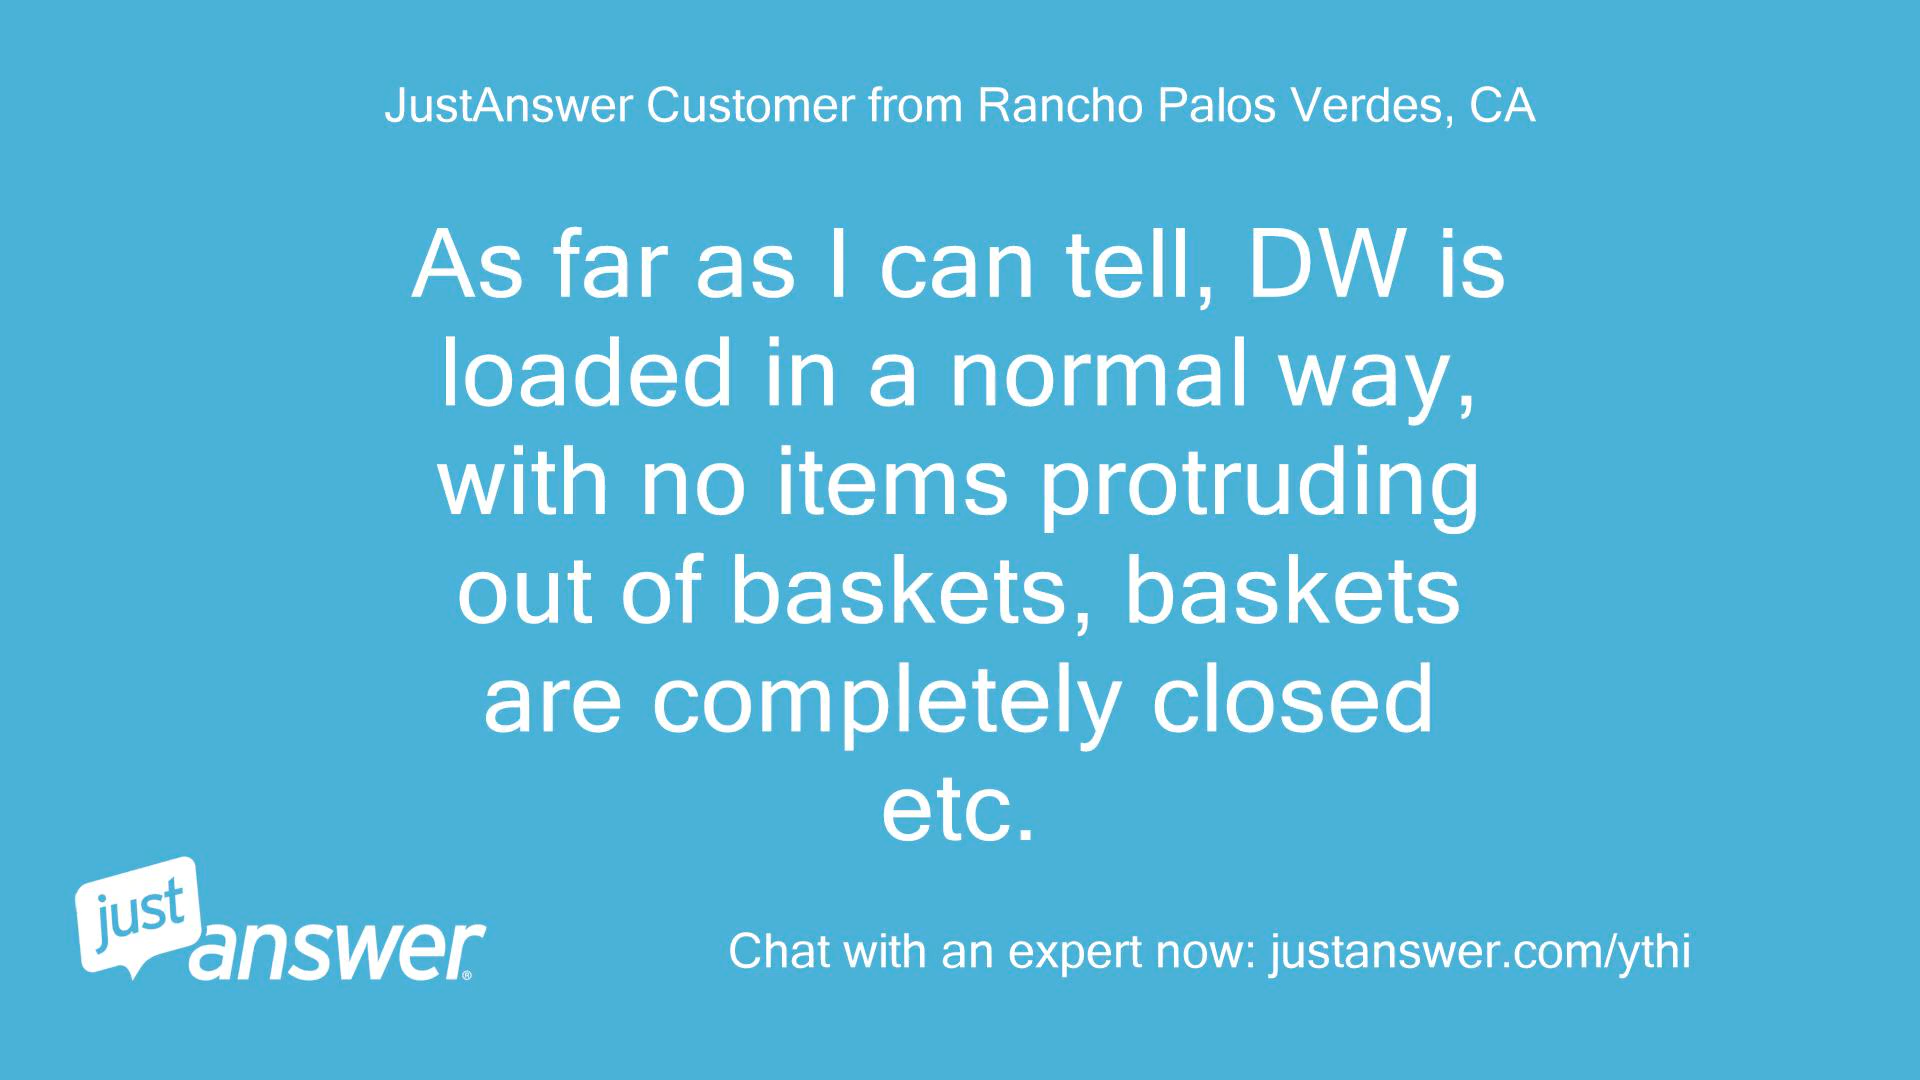 JustAnswer Customer from Rancho Palos Verdes, CA
As far as I can tell, DW is
loaded in a normal way,
with no items protruding
out of baskets, baskets
are completely closed
etc.
just
answer®
Chat with an expert now: justanswer.com/ythi